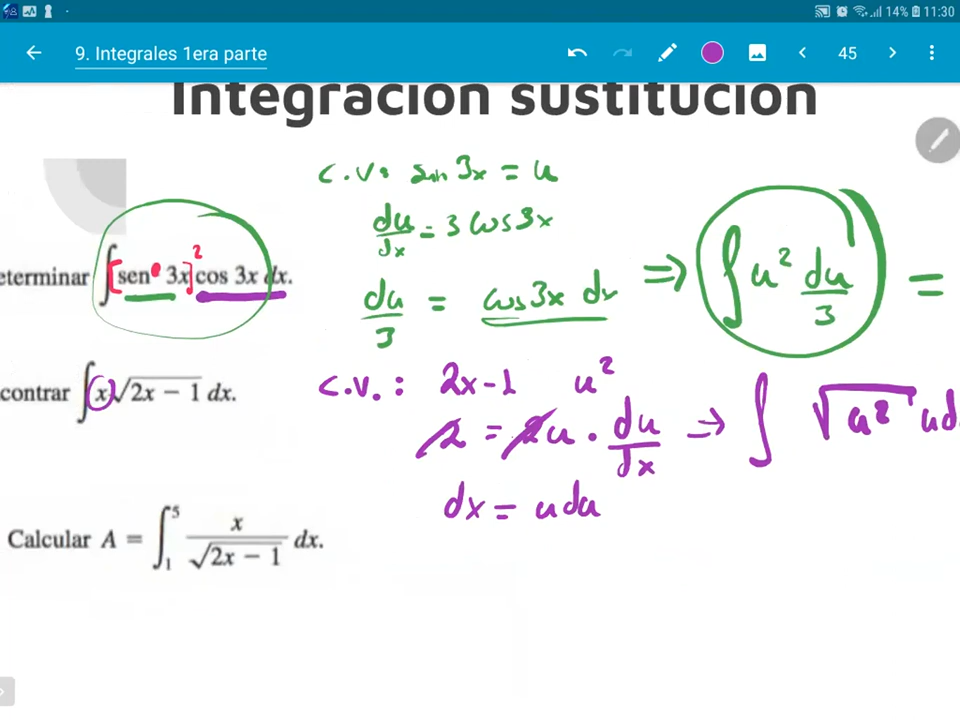 14% 11:30
9. Integrales 1era parte
45
Integración sustitución
c.v: sen 3x = u
du/dx = 3 cos 3x
eterminar ∫[sen 3x]² cos 3x dx.
du/3 = cos 3x dx ⇒ ∫ u² du/3 =
contrar ∫ x√(2x − 1) dx.
c.v. : 2x-1 u²
2 = 2u · du/dx ⇒ ∫ √(u²) u d
dx = u du
Calcular A = ∫₁⁵ x/√(2x − 1) dx.